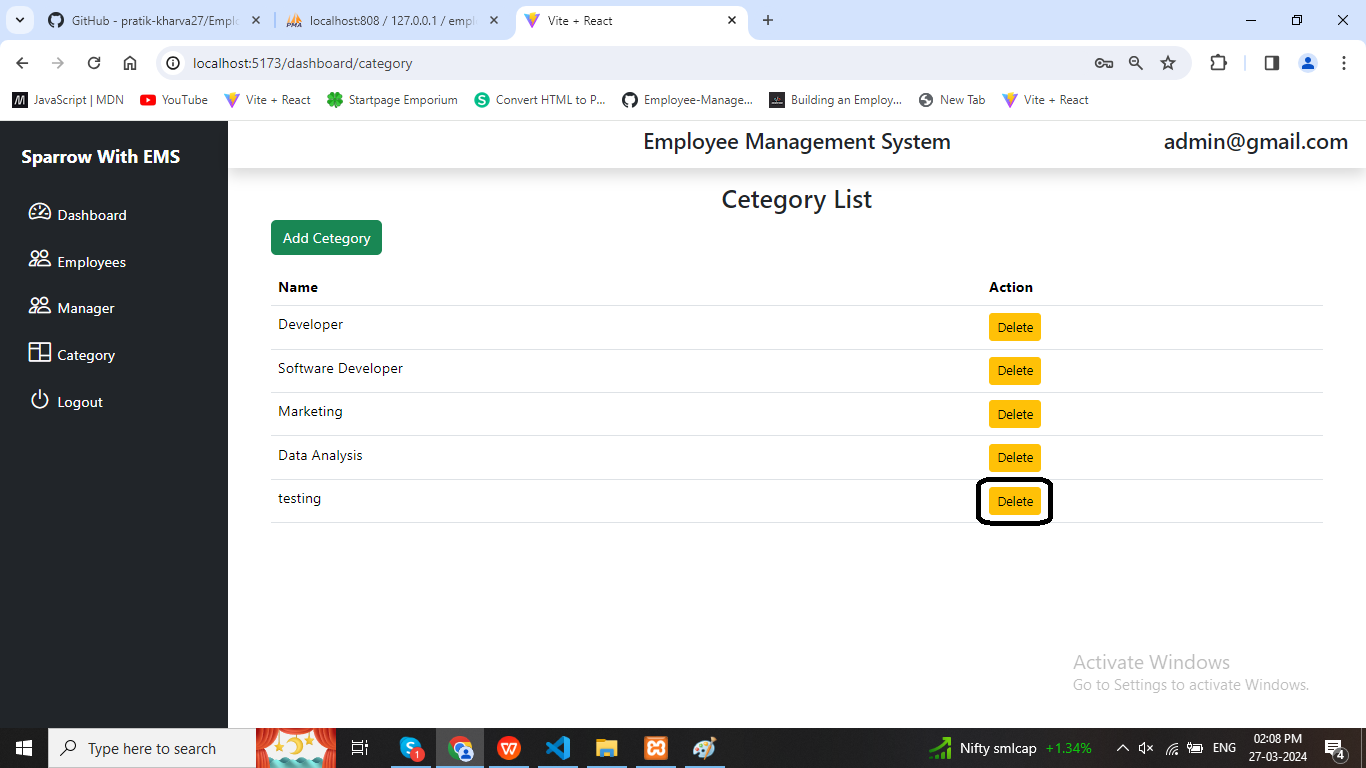 GitHub - pratik-kharva27/Emplo
localhost:808 / 127.0.0.1 / empl
Vite + React
localhost:5173/dashboard/category
JavaScript | MDN
YouTube
Vite + React
Startpage Emporium
Convert HTML to P...
Employee-Manage...
Building an Employ...
New Tab
Vite + React
Sparrow With EMS
Employee Management System
admin@gmail.com
Dashboard
Employees
Manager
Category
Logout
Cetegory List
Add Cetegory
Name Action
Developer Delete
Software Developer Delete
Marketing Delete
Data Analysis Delete
testing Delete
Activate Windows
Go to Settings to activate Windows.
Type here to search
1
Nifty smlcap +1.34%
ENG
02:08 PM
27-03-2024
4